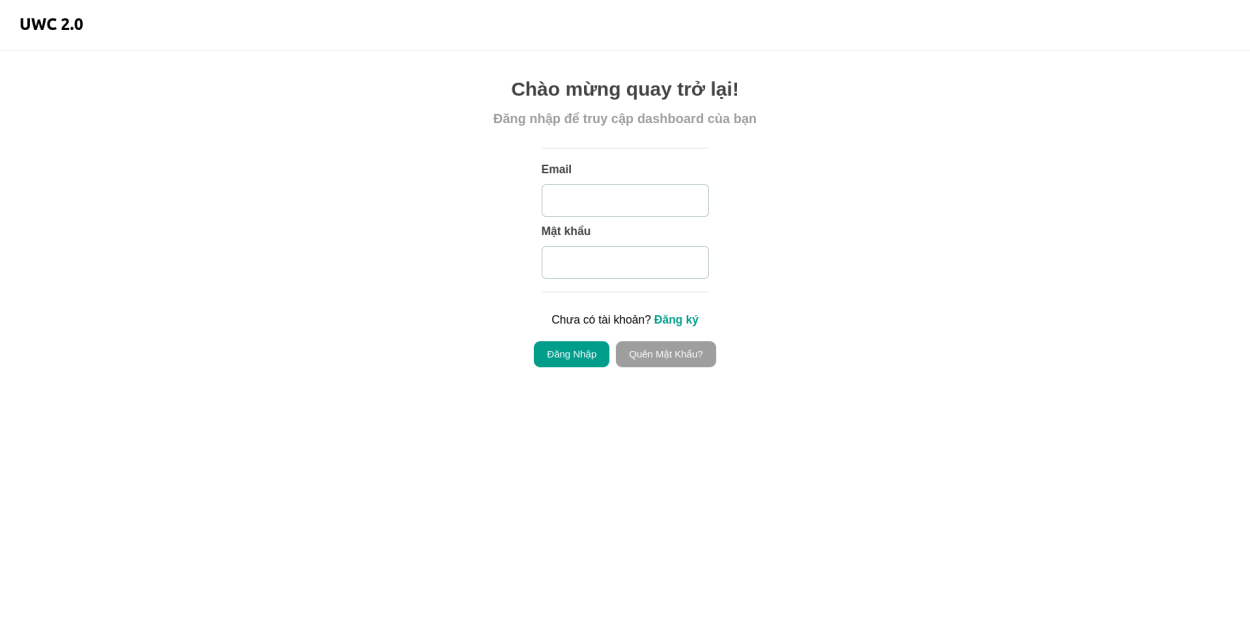 UWC 2.0
Chào mừng quay trở lại!
Đăng nhập để truy cập dashboard của bạn
Email
Mật khẩu
Chưa có tài khoản? Đăng ký
Đăng Nhập
Quên Mật Khẩu?